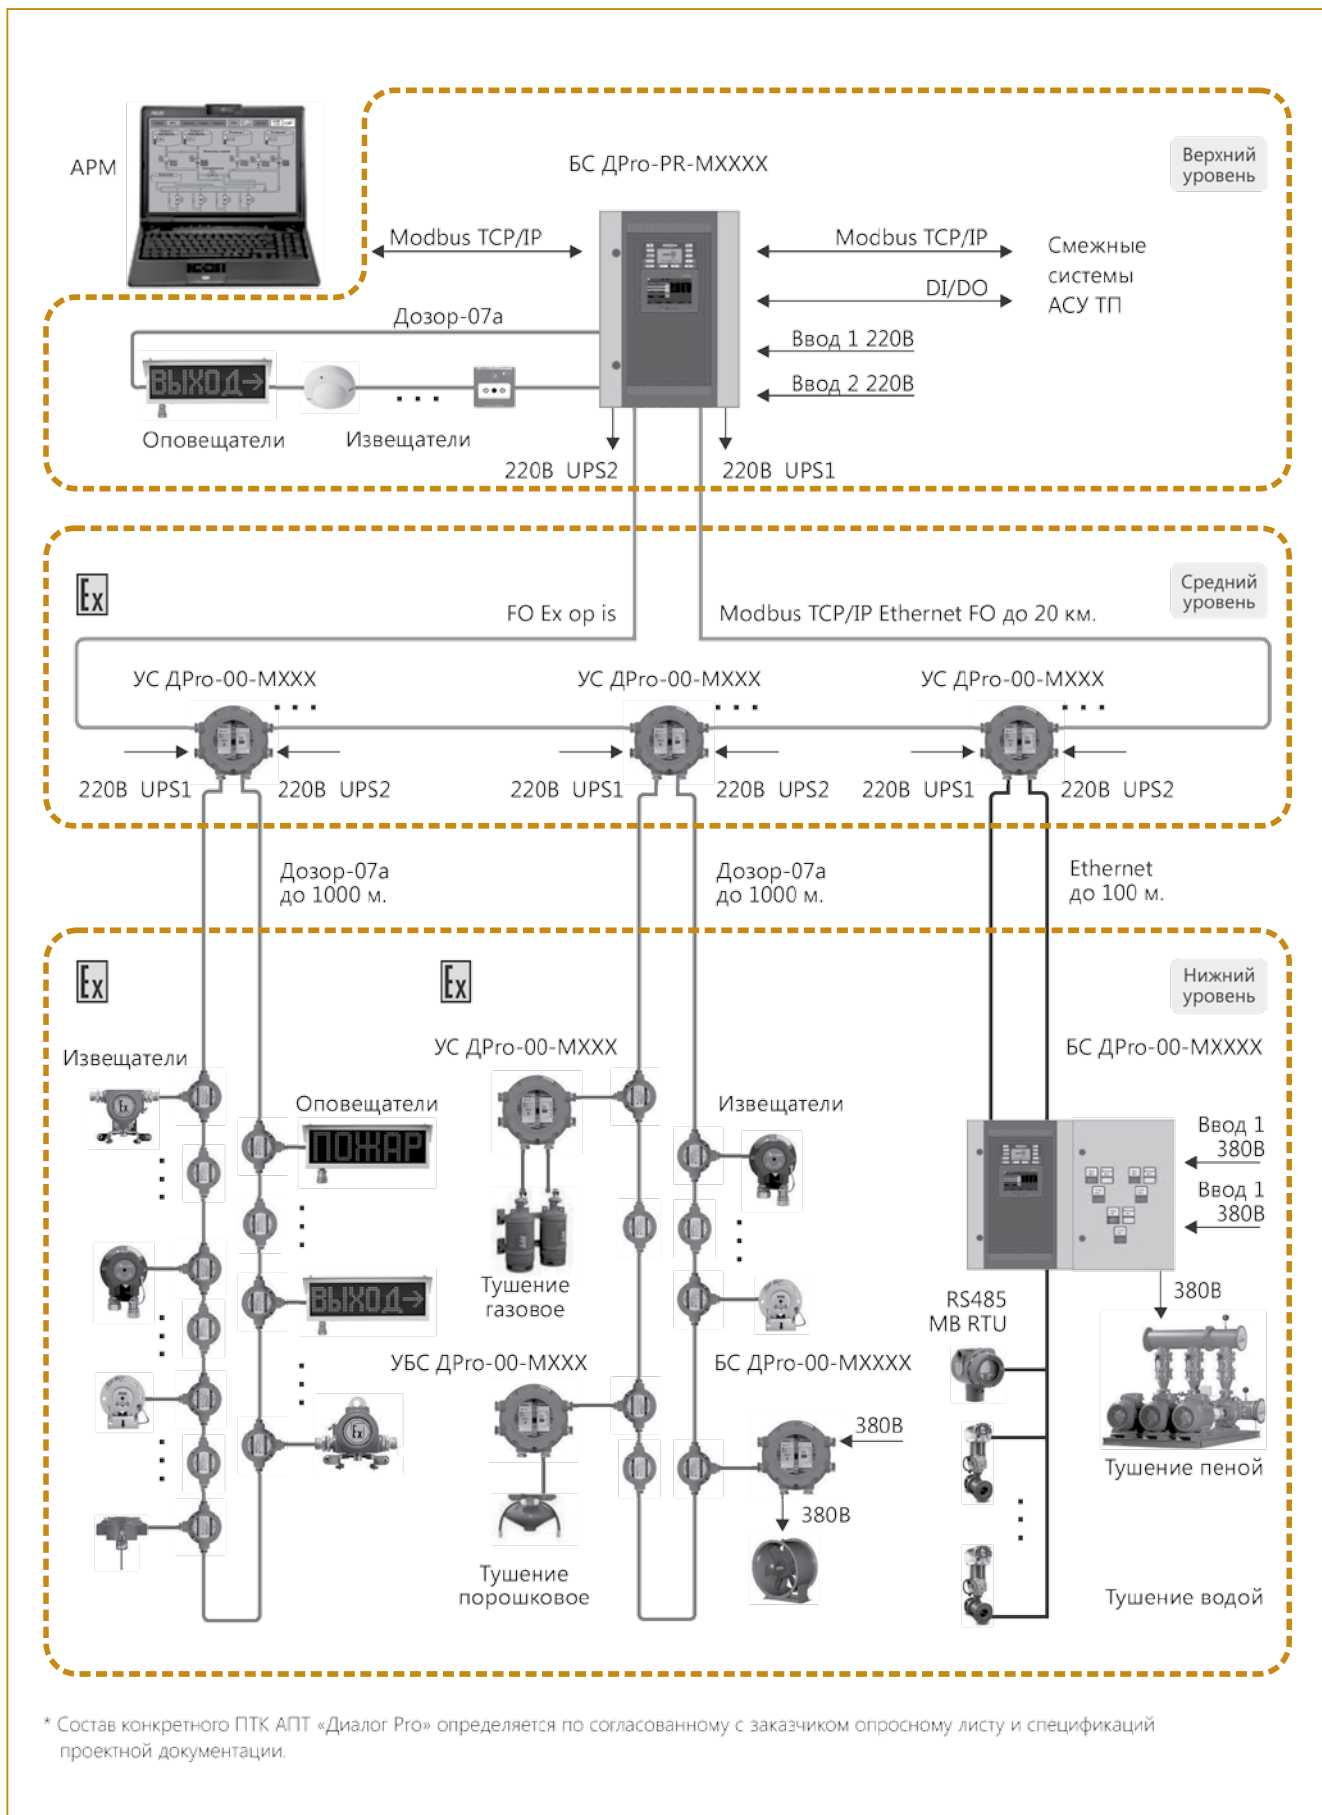 АРМ
БС ДPro-PR-MXXXX
Верхний
уровень
Modbus TCP/IP
Modbus TCP/IP
Смежные
системы
АСУ ТП
DI/DO
Дозор-07а
Ввод 1 220В
Ввод 2 220В
ВЫХОД→
Оповещатели
Извещатели
220В UPS2
220В UPS1
Ex
Средний
уровень
FO Ex op is
Modbus TCP/IP Ethernet FO до 20 км.
УС ДPro-00-MXXX
УС ДPro-00-MXXX
УС ДPro-00-MXXX
220В UPS1
220В UPS2
220В UPS1
220В UPS2
220В UPS1
220В UPS2
Дозор-07а
до 1000 м.
Дозор-07а
до 1000 м.
Ethernet
до 100 м.
Ex
Ex
Нижний
уровень
Извещатели
УС ДPro-00-MXXX
БС ДPro-00-MXXXX
Ex
Оповещатели
ПОЖАР
Извещатели
Ввод 1
380В
Ввод 1
380В
Тушение
газовое
ВЫХОД→
RS485
MB RTU
380В
УБС ДPro-00-MXXX
БС ДPro-00-MXXXX
Ex
380В
Тушение пеной
380В
Тушение
порошковое
Тушение водой
* Состав конкретного ПТК АПТ «Диалог Pro» определяется по согласованному с заказчиком опросному листу и спецификаций
проектной документации.